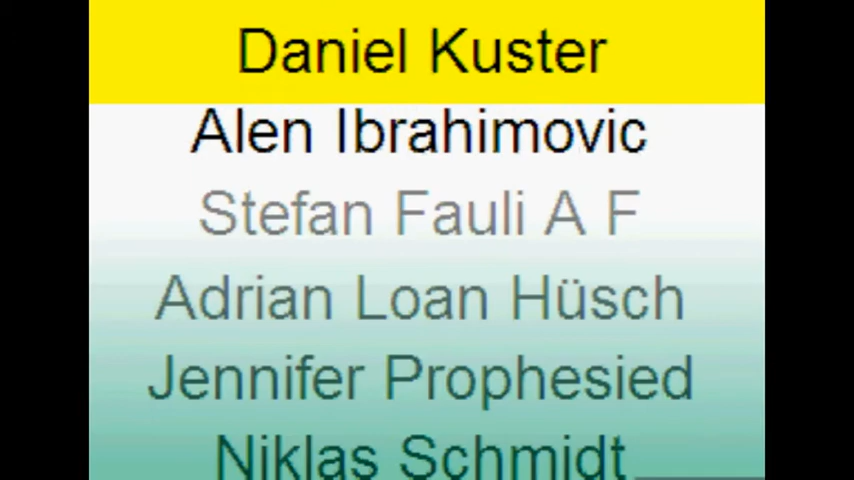 Daniel Kuster
Alen Ibrahimovic
Stefan Fauli A F
Adrian Loan Hüsch
Jennifer Prophesied
Niklas Schmidt